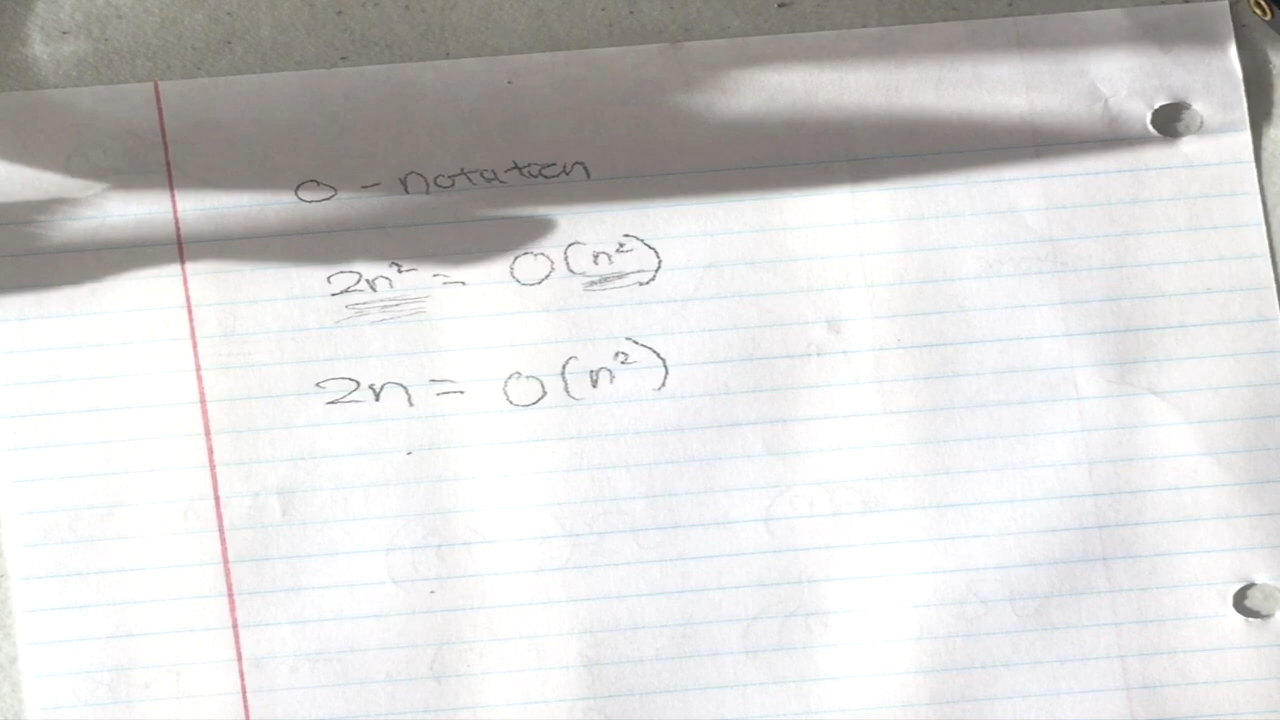 O - notation
2n² = O(n²)
2n = O(n²)